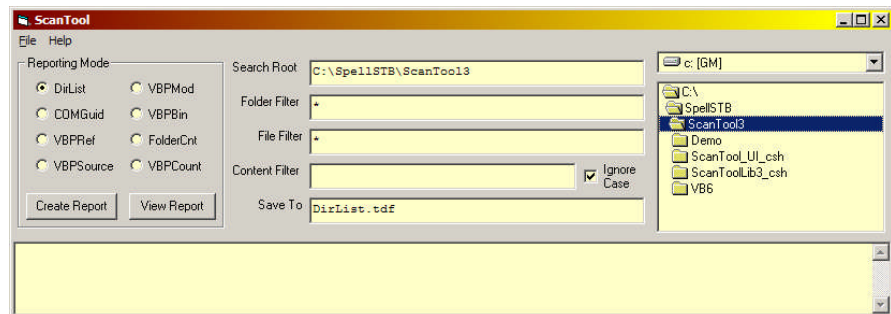 ScanTool
File Help
Reporting Mode
DirList VBPMod
COMGuid VBPBin
VBPRef FolderCnt
VBPSource VBPCount
Create Report View Report
Search Root C:\SpellSTB\ScanTool3
Folder Filter *
File Filter *
Content Filter
Ignore
Case
Save To DirList.tdf
c: [GM]
C:\
SpellSTB
ScanTool3
Demo
ScanTool_UI_csh
ScanToolLib3_csh
VB6